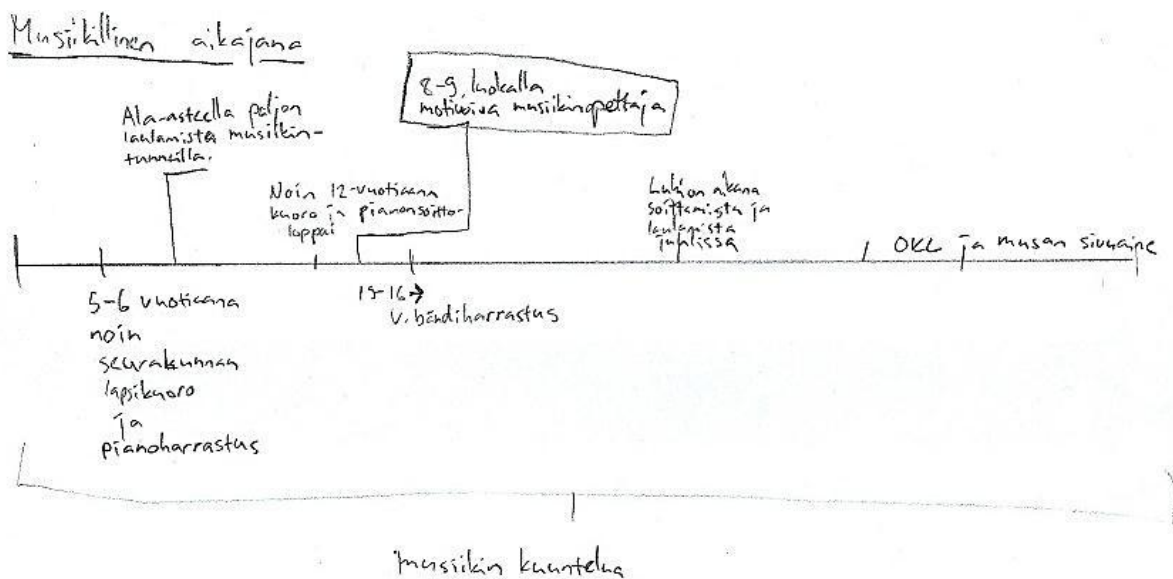 Musiikillinen aikajana
8-9. luokalla
motivoiva musiikinopettaja
Ala-asteella paljon
laulamista musiikin-
tunneilla.
Noin 12-vuotiaana
kuoro ja pianonsoitto
loppui
Lukion aikana
soittamista ja
laulamista
juhlissa
OKL ja musan sivuaine
5-6 vuotiaana
noin
seurakunnan
lapsikuoro
ja
pianoharrastus
15-16 →
v. bändiharrastus
musiikin kuuntelua